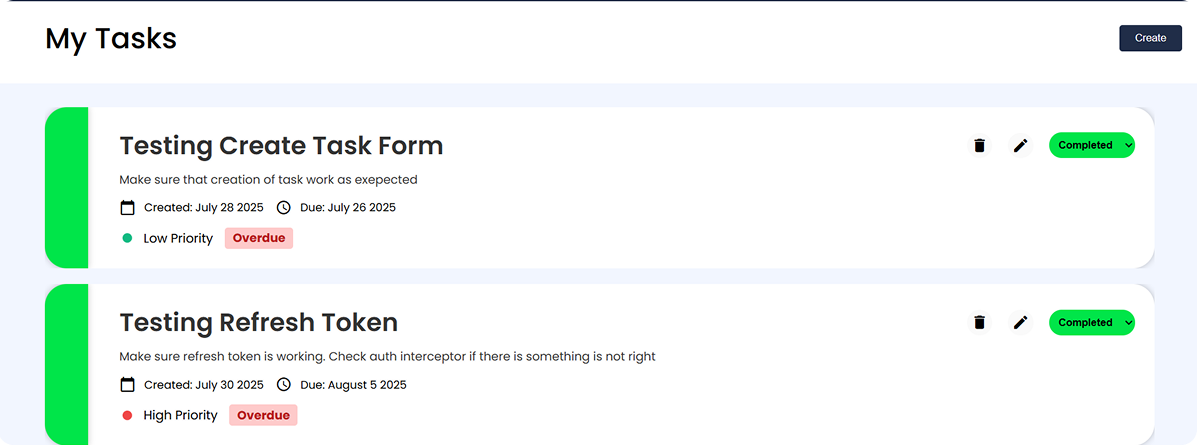 My Tasks
Create
Testing Create Task Form
Completed
Make sure that creation of task work as exepected
Created: July 28 2025 Due: July 26 2025
Low Priority Overdue
Testing Refresh Token
Completed
Make sure refresh token is working. Check auth interceptor if there is something is not right
Created: July 30 2025 Due: August 5 2025
High Priority Overdue